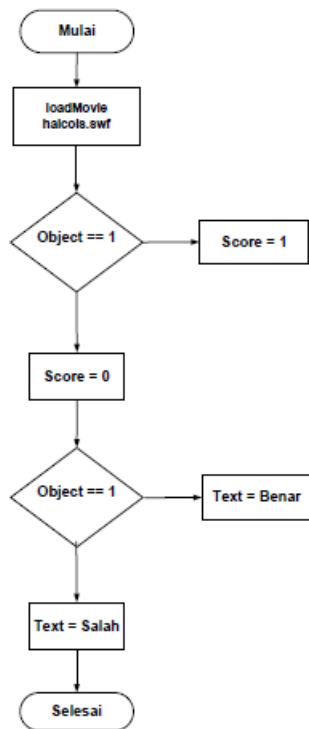 Mulai
loadMovie
halcols.swf
Object == 1
Score = 1
Score = 0
Object == 1
Text = Benar
Text = Salah
Selesai